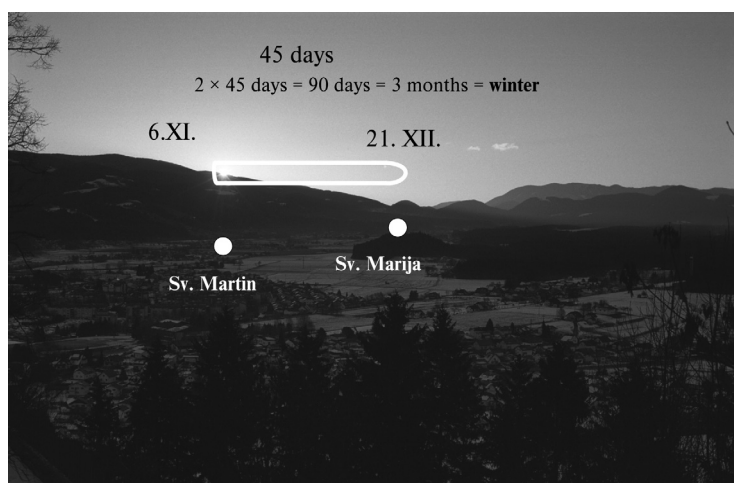 45 days
2 × 45 days = 90 days = 3 months = winter
6.XI.
21. XII.
Sv. Marija
Sv. Martin